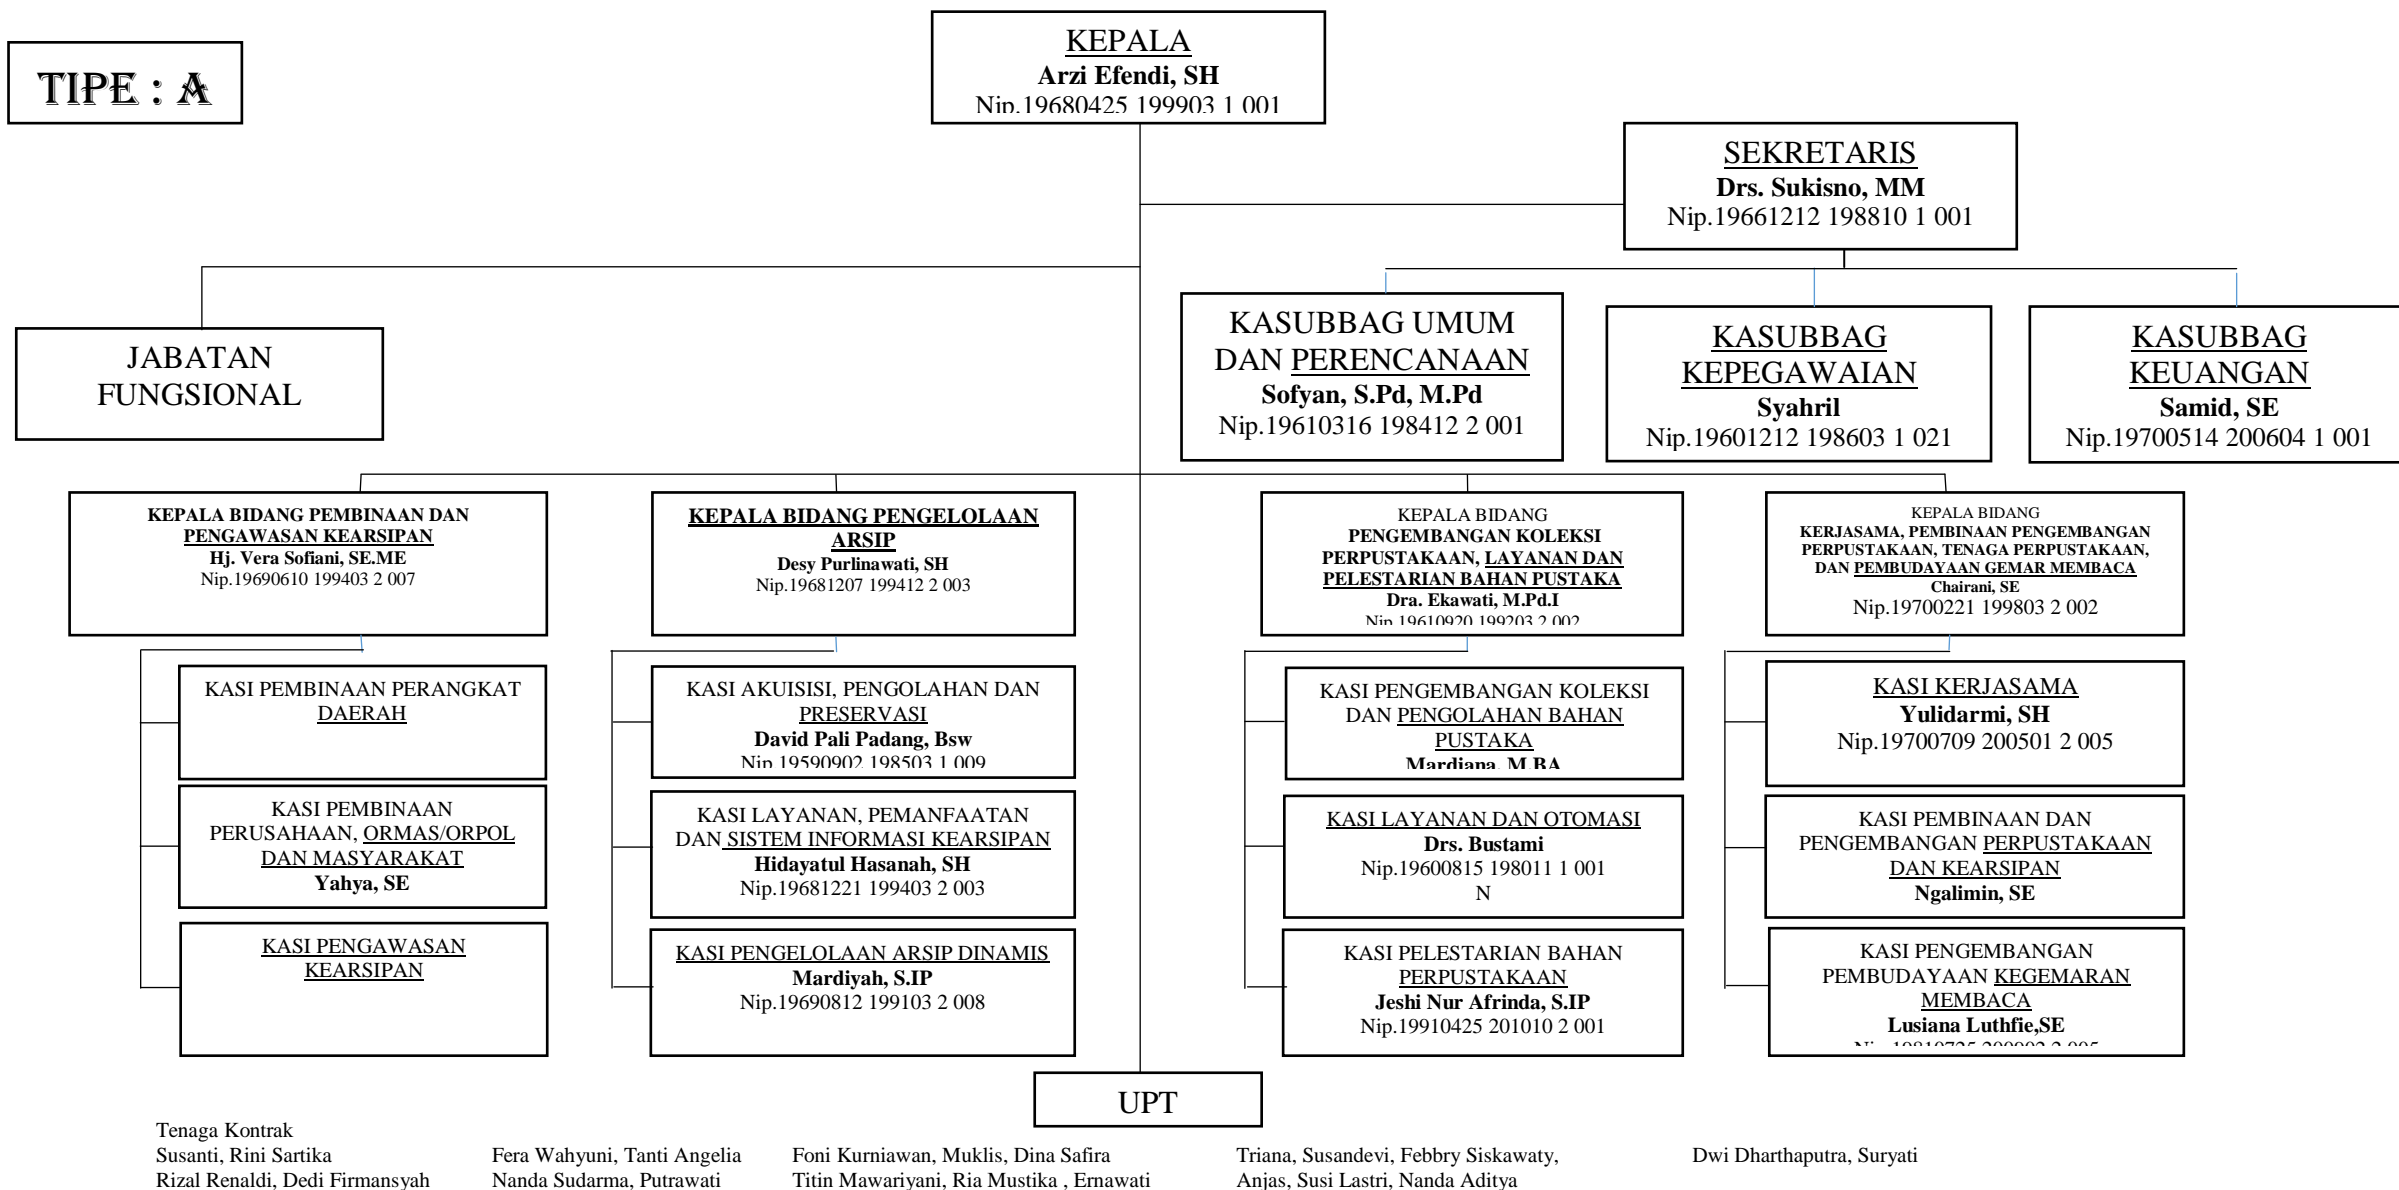 TIPE : A
KEPALA
Arzi Efendi, SH
Nip.19680425 199903 1 001
SEKRETARIS
Drs. Sukisno, MM
Nip.19661212 198810 1 001
JABATAN
FUNGSIONAL
KASUBBAG UMUM
DAN PERENCANAAN
Sofyan, S.Pd, M.Pd
Nip.19610316 198412 2 001
KASUBBAG
KEPEGAWAIAN
Syahril
Nip.19601212 198603 1 021
KASUBBAG
KEUANGAN
Samid, SE
Nip.19700514 200604 1 001
KEPALA BIDANG PEMBINAAN DAN
PENGAWASAN KEARSIPAN
Hj. Vera Sofiani, SE.ME
Nip.19690610 199403 2 007
KEPALA BIDANG PENGELOLAAN
ARSIP
Desy Purlinawati, SH
Nip.19681207 199412 2 003
KEPALA BIDANG
PENGEMBANGAN KOLEKSI
PERPUSTAKAAN, LAYANAN DAN
PELESTARIAN BAHAN PUSTAKA
Dra. Ekawati, M.Pd.I
Nip.19610920 199203 2 002
KEPALA BIDANG
KERJASAMA, PEMBINAAN PENGEMBANGAN
PERPUSTAKAAN, TENAGA PERPUSTAKAAN,
DAN PEMBUDAYAAN GEMAR MEMBACA
Chairani, SE
Nip.19700221 199803 2 002
KASI PEMBINAAN PERANGKAT
DAERAH
KASI PEMBINAAN
PERUSAHAAN, ORMAS/ORPOL
DAN MASYARAKAT
Yahya, SE
KASI PENGAWASAN
KEARSIPAN
KASI AKUISISI, PENGOLAHAN DAN
PRESERVASI
David Pali Padang, Bsw
Nip.19590902 198503 1 009
KASI LAYANAN, PEMANFAATAN
DAN SISTEM INFORMASI KEARSIPAN
Hidayatul Hasanah, SH
Nip.19681221 199403 2 003
KASI PENGELOLAAN ARSIP DINAMIS
Mardiyah, S.IP
Nip.19690812 199103 2 008
KASI PENGEMBANGAN KOLEKSI
DAN PENGOLAHAN BAHAN
PUSTAKA
Mardiana, M.BA
KASI LAYANAN DAN OTOMASI
Drs. Bustami
Nip.19600815 198011 1 001
N
KASI PELESTARIAN BAHAN
PERPUSTAKAAN
Jeshi Nur Afrinda, S.IP
Nip.19910425 201010 2 001
KASI KERJASAMA
Yulidarmi, SH
Nip.19700709 200501 2 005
KASI PEMBINAAN DAN
PENGEMBANGAN PERPUSTAKAAN
DAN KEARSIPAN
Ngalimin, SE
KASI PENGEMBANGAN
PEMBUDAYAAN KEGEMARAN
MEMBACA
Lusiana Luthfie,SE
UPT
Tenaga Kontrak
Susanti, Rini Sartika
Rizal Renaldi, Dedi Firmansyah
Fera Wahyuni, Tanti Angelia
Nanda Sudarma, Putrawati
Foni Kurniawan, Muklis, Dina Safira
Titin Mawariyani, Ria Mustika , Ernawati
Triana, Susandevi, Febbry Siskawaty,
Anjas, Susi Lastri, Nanda Aditya
Dwi Dharthaputra, Suryati